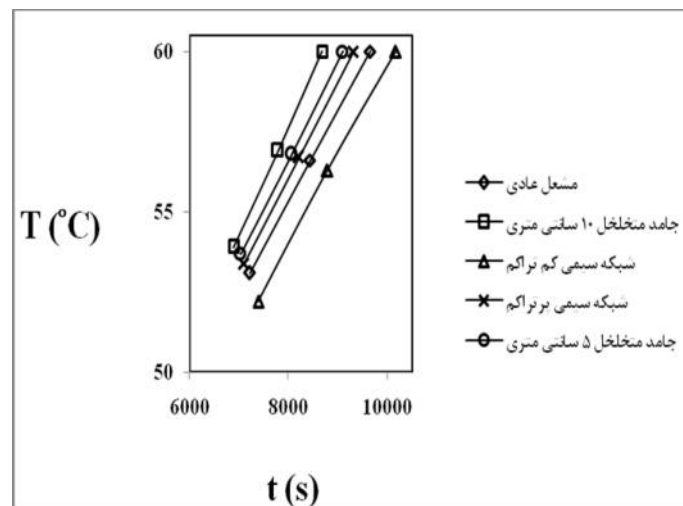 60
55
50
T (°C)
6000 8000 10000
t (s)
مشعل عادی
جامد متخلخل ۱۰ سانتی متری
شبکه سیمی کم تراکم
شبکه سیمی پرتراکم
جامد متخلخل ۵ سانتی متری